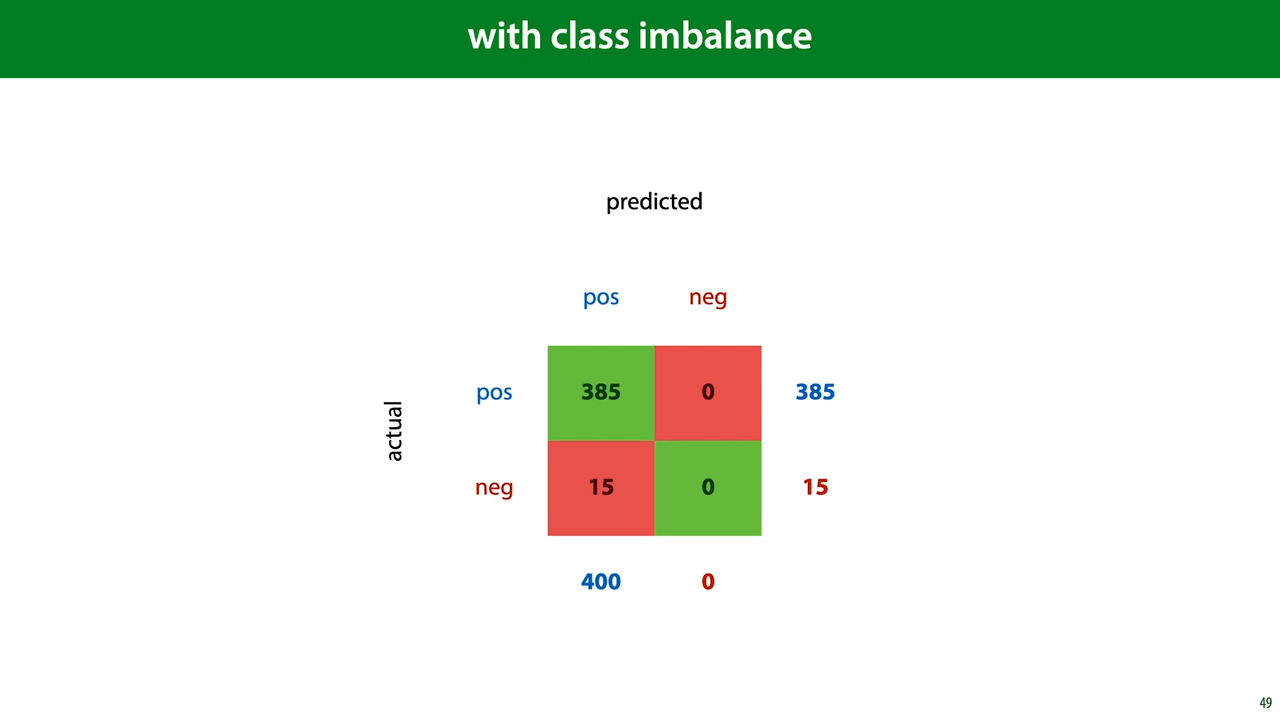 with class imbalance
predicted
pos neg
actual
pos 385 0 385
neg 15 0 15
400 0
49